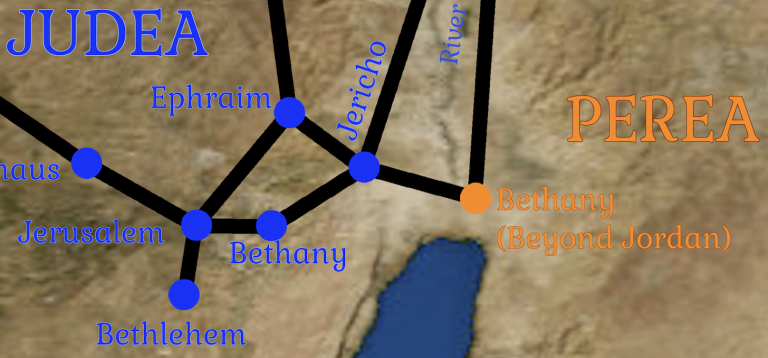 JUDEA
River
Ephraim
Jericho
PEREA
haus
Jerusalem
Bethany
Bethany
(Beyond Jordan)
Bethlehem